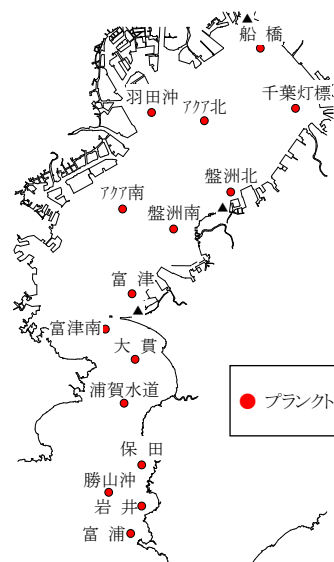 船 橋
千葉灯標
羽田沖
アクア北
盤洲北
アクア南
盤洲南
富 津
富津南
大 貫
浦賀水道
プランクト
保 田
勝山沖
岩 井
富 浦